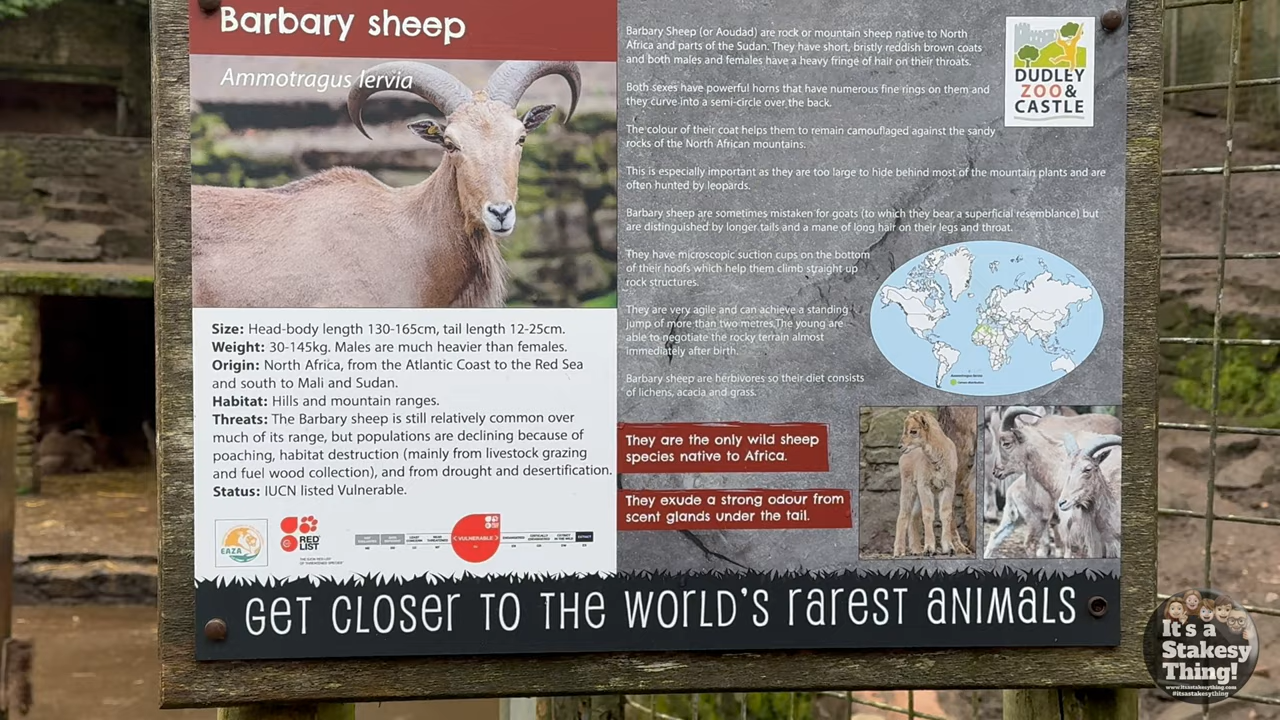 Barbary sheep
Ammotragus lervia
Size: Head-body length 130-165cm, tail length 12-25cm.
Weight: 30-145kg. Males are much heavier than females.
Origin: North Africa, from the Atlantic Coast to the Red Sea
and south to Mali and Sudan.
Habitat: Hills and mountain ranges.
Threats: The Barbary sheep is still relatively common over
much of its range, but populations are declining because of
poaching, habitat destruction (mainly from livestock grazing
and fuel wood collection), and from drought and desertification.
Status: IUCN listed Vulnerable.
EAZA
RED
LIST
VULNERABLE
EXTINCT
Barbary Sheep (or Aoudad) are rock or mountain sheep native to North
Africa and parts of the Sudan. They have short, bristly reddish brown coats
and both males and females have a heavy fringe of hair on their throats.
Both sexes have powerful horns that have numerous fine rings on them and
they curve into a semi-circle over the back.
The colour of their coat helps them to remain camouflaged against the sandy
rocks of the North African mountains.
This is especially important as they are too large to hide behind most of the mountain plants and are
often hunted by leopards.
Barbary sheep are sometimes mistaken for goats (to which they bear a superficial resemblance) but
are distinguished by longer tails and a mane of long hair on their legs and throat.
They have microscopic suction cups on the bottom
of their hoofs which help them climb straight up
rock structures.
They are very agile and can achieve a standing
jump of more than two metres.The young are
able to negotiate the rocky terrain almost
immediately after birth.
Barbary sheep are herbivores so their diet consists
of lichens, acacia and grass.
DUDLEY
ZOO &
CASTLE
They are the only wild sheep
species native to Africa.
They exude a strong odour from
scent glands under the tail.
GET CLOSER TO THE WORLD'S RAREST ANIMALS
It's a
Stakesy
Thing!
www.itsastakesything.com
#itsastakesything